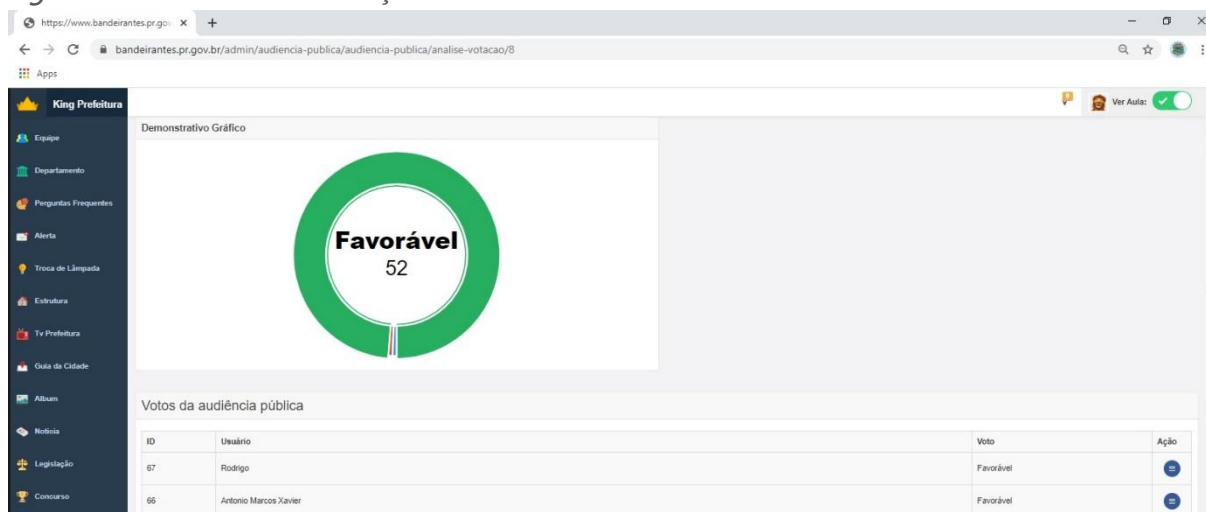 https://www.bandeirantes.pr.gov
bandeirantes.pr.gov.br/admin/audiencia-publica/audiencia-publica/analise-votacao/8
Apps
King Prefeitura
Ver Aula:
Equipe
Departamento
Perguntas Frequentes
Alerta
Troca de Lâmpada
Estrutura
Tv Prefeitura
Guia da Cidade
Album
Noticia
Legislação
Concurso
Demonstrativo Gráfico
Favorável
52
Votos da audiência pública
ID Usuário Voto Ação
67 Rodrigo Favorável
66 Antonio Marcos Xavier Favorável